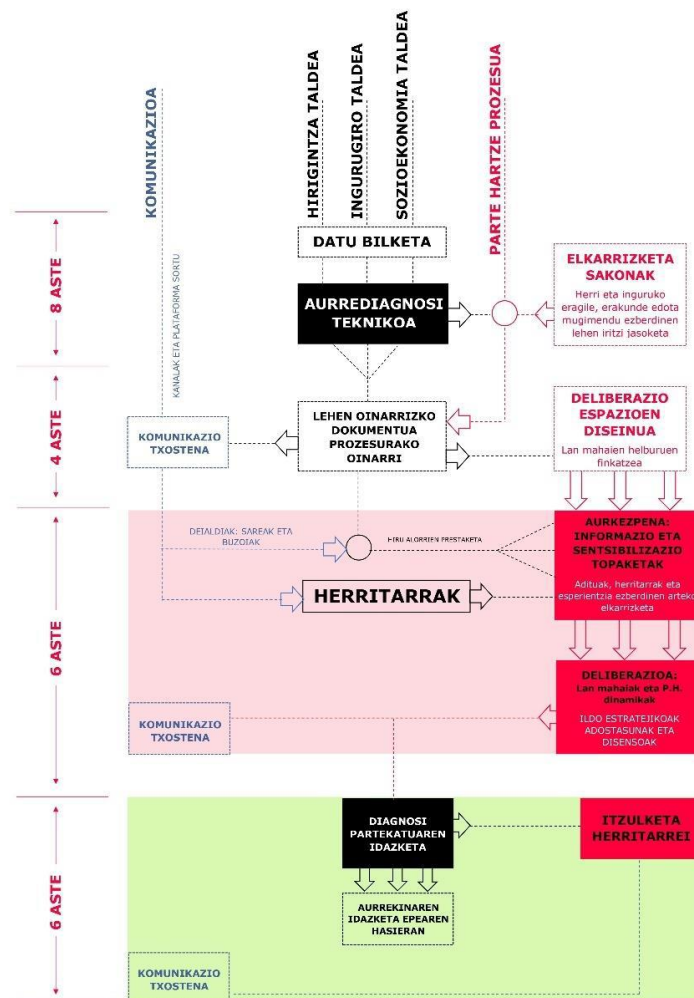 KOMUNIKAZIOA
HIRIGINTZA TALDEA
INGURUGIRO TALDEA
SOZIOEKONOMIA TALDEA
PARTE HARTZE PROZESUA
8 ASTE
KANALAK ETA PLATAFORMA SORTU
DATU BILKETA
AURREDIAGNOSI
TEKNIKOA
ELKARRIZKETA
SAKONAK
Herri eta inguruko
eragile, erakunde edota
mugimendu ezberdinen
lehen iritzi jasoketa
4 ASTE
KOMUNIKAZIO
TXOSTENA
LEHEN OINARRIZKO
DOKUMENTUA
PROZESURAKO
OINARRI
DELIBERAZIO
ESPAZIOEN
DISEINUA
Lan mahaien helburuen
finkatzea
6 ASTE
DEIALDIAK: SAREAK ETA
BUZOIAK
HIRU ALORRIEN PRESTAKETA
HERRITARRAK
AURKEZPENA:
INFORMAZIO ETA
SENTSIBILIZAZIO
TOPAKETAK
Adituak, herritarrak eta
esperientzia ezberdinen arteko
elkarrizketa
DELIBERAZIOA:
Lan mahaiak eta P.H.
dinamikak
ILDO ESTRATEJIKOAK
ADOSTASUNAK ETA
DISENSOAK
KOMUNIKAZIO
TXOSTENA
6 ASTE
DIAGNOSI
PARTEKATUAREN
IDAZKETA
ITZULKETA
HERRITARREI
AURREKINAREN
IDAZKETA EPEAREN
HASIERAN
KOMUNIKAZIO
TXOSTENA